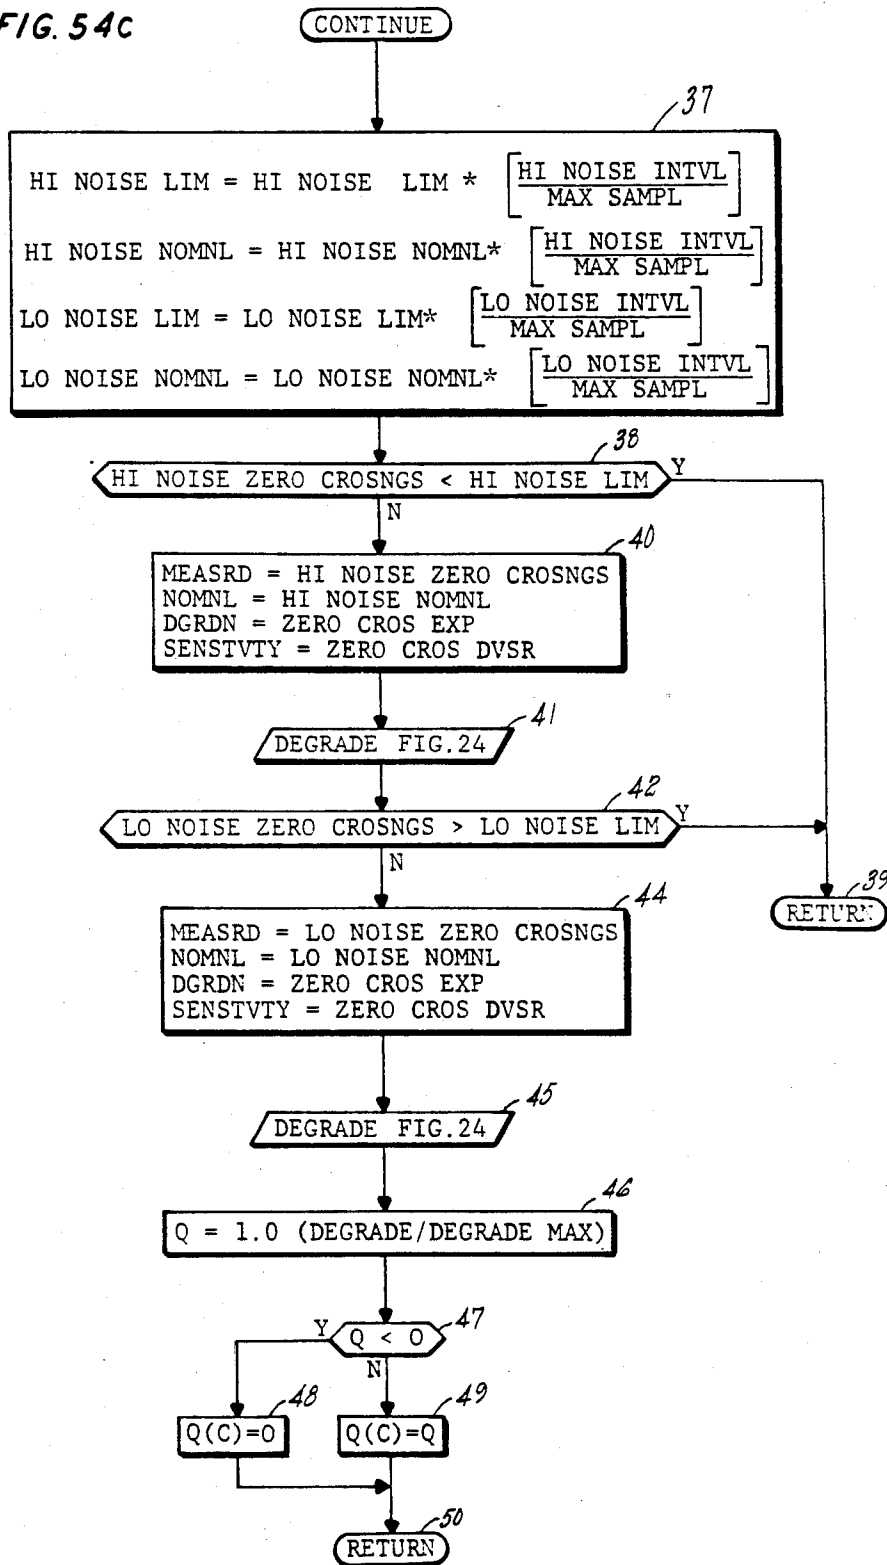 FIG. 54C
CONTINUE
37
HI NOISE LIM = HI NOISE LIM * [HI NOISE INTVL
MAX SAMPL]
HI NOISE NOMNL = HI NOISE NOMNL* [HI NOISE INTVL
MAX SAMPL]
LO NOISE LIM = LO NOISE LIM* [LO NOISE INTVL
MAX SAMPL]
LO NOISE NOMNL = LO NOISE NOMNL* [LO NOISE INTVL
MAX SAMPL]
38
HI NOISE ZERO CROSNGS < HI NOISE LIM
Y
N
40
MEASRD = HI NOISE ZERO CROSNGS
NOMNL = HI NOISE NOMNL
DGRDN = ZERO CROS EXP
SENSTVTY = ZERO CROS DVSR
41
DEGRADE FIG.24
42
LO NOISE ZERO CROSNGS > LO NOISE LIM
Y
N
39
RETURN
44
MEASRD = LO NOISE ZERO CROSNGS
NOMNL = LO NOISE NOMNL
DGRDN = ZERO CROS EXP
SENSTVTY = ZERO CROS DVSR
45
DEGRADE FIG.24
46
Q = 1.0 (DEGRADE/DEGRADE MAX)
47
Y
Q < 0
N
48
Q(C)=0
49
Q(C)=Q
50
RETURN